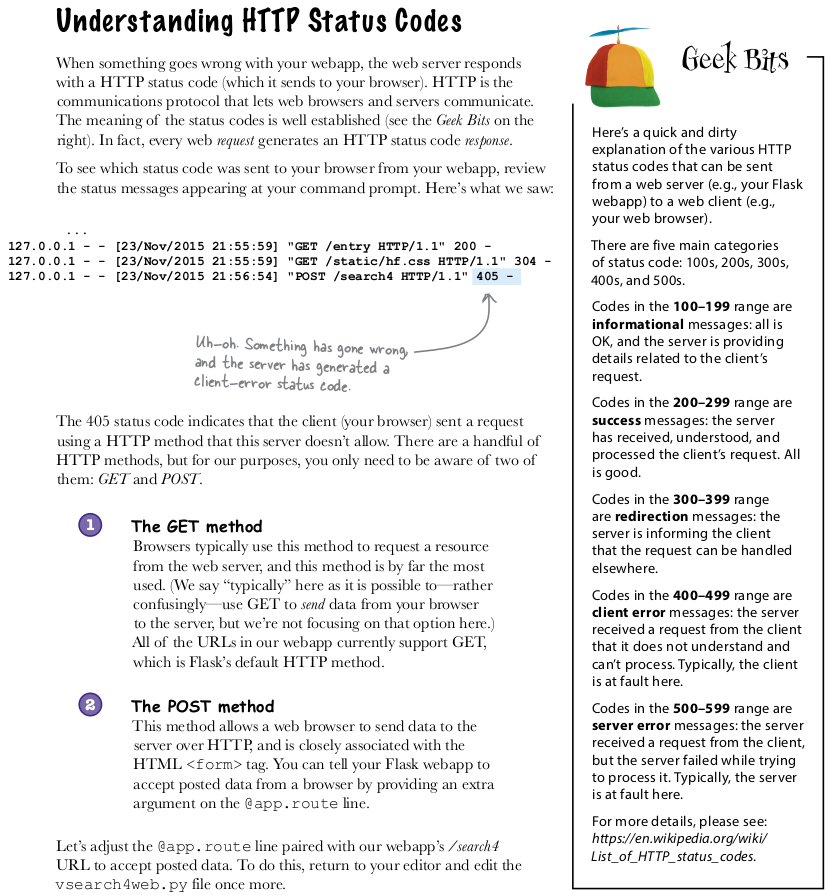 Understanding HTTP Status Codes
When something goes wrong with your webapp, the web server responds
with a HTTP status code (which it sends to your browser). HTTP is the
communications protocol that lets web browsers and servers communicate.
The meaning of the status codes is well established (see the Geek Bits on the
right). In fact, every web request generates an HTTP status code response.
To see which status code was sent to your browser from your webapp, review
the status messages appearing at your command prompt. Here's what we saw:
...
127.0.0.1 - - [23/Nov/2015 21:55:59] "GET /entry HTTP/1.1" 200 -
127.0.0.1 - - [23/Nov/2015 21:55:59] "GET /static/hf.css HTTP/1.1" 304 -
127.0.0.1 - - [23/Nov/2015 21:56:54] "POST /search4 HTTP/1.1" 405 -
Uh-oh. Something has gone wrong,
and the server has generated a
client-error status code.
The 405 status code indicates that the client (your browser) sent a request
using a HTTP method that this server doesn't allow. There are a handful of
HTTP methods, but for our purposes, you only need to be aware of two of
them: GET and POST.
1 The GET method
Browsers typically use this method to request a resource
from the web server, and this method is by far the most
used. (We say “typically” here as it is possible to—rather
confusingly—use GET to send data from your browser
to the server, but we're not focusing on that option here.)
All of the URLs in our webapp currently support GET,
which is Flask's default HTTP method.
2 The POST method
This method allows a web browser to send data to the
server over HTTP, and is closely associated with the
HTML <form> tag. You can tell your Flask webapp to
accept posted data from a browser by providing an extra
argument on the @app.route line.
Let's adjust the @app.route line paired with our webapp's /search4
URL to accept posted data. To do this, return to your editor and edit the
vsearch4web.py file once more.
Geek Bits
Here's a quick and dirty
explanation of the various HTTP
status codes that can be sent
from a web server (e.g., your Flask
webapp) to a web client (e.g.,
your web browser).
There are five main categories
of status code: 100s, 200s, 300s,
400s, and 500s.
Codes in the 100–199 range are
informational messages: all is
OK, and the server is providing
details related to the client's
request.
Codes in the 200–299 range are
success messages: the server
has received, understood, and
processed the client's request. All
is good.
Codes in the 300–399 range
are redirection messages: the
server is informing the client
that the request can be handled
elsewhere.
Codes in the 400–499 range are
client error messages: the server
received a request from the client
that it does not understand and
can't process. Typically, the client
is at fault here.
Codes in the 500–599 range are
server error messages: the server
received a request from the client,
but the server failed while trying
to process it. Typically, the server
is at fault here.
For more details, please see:
https://en.wikipedia.org/wiki/
List_of_HTTP_status_codes.